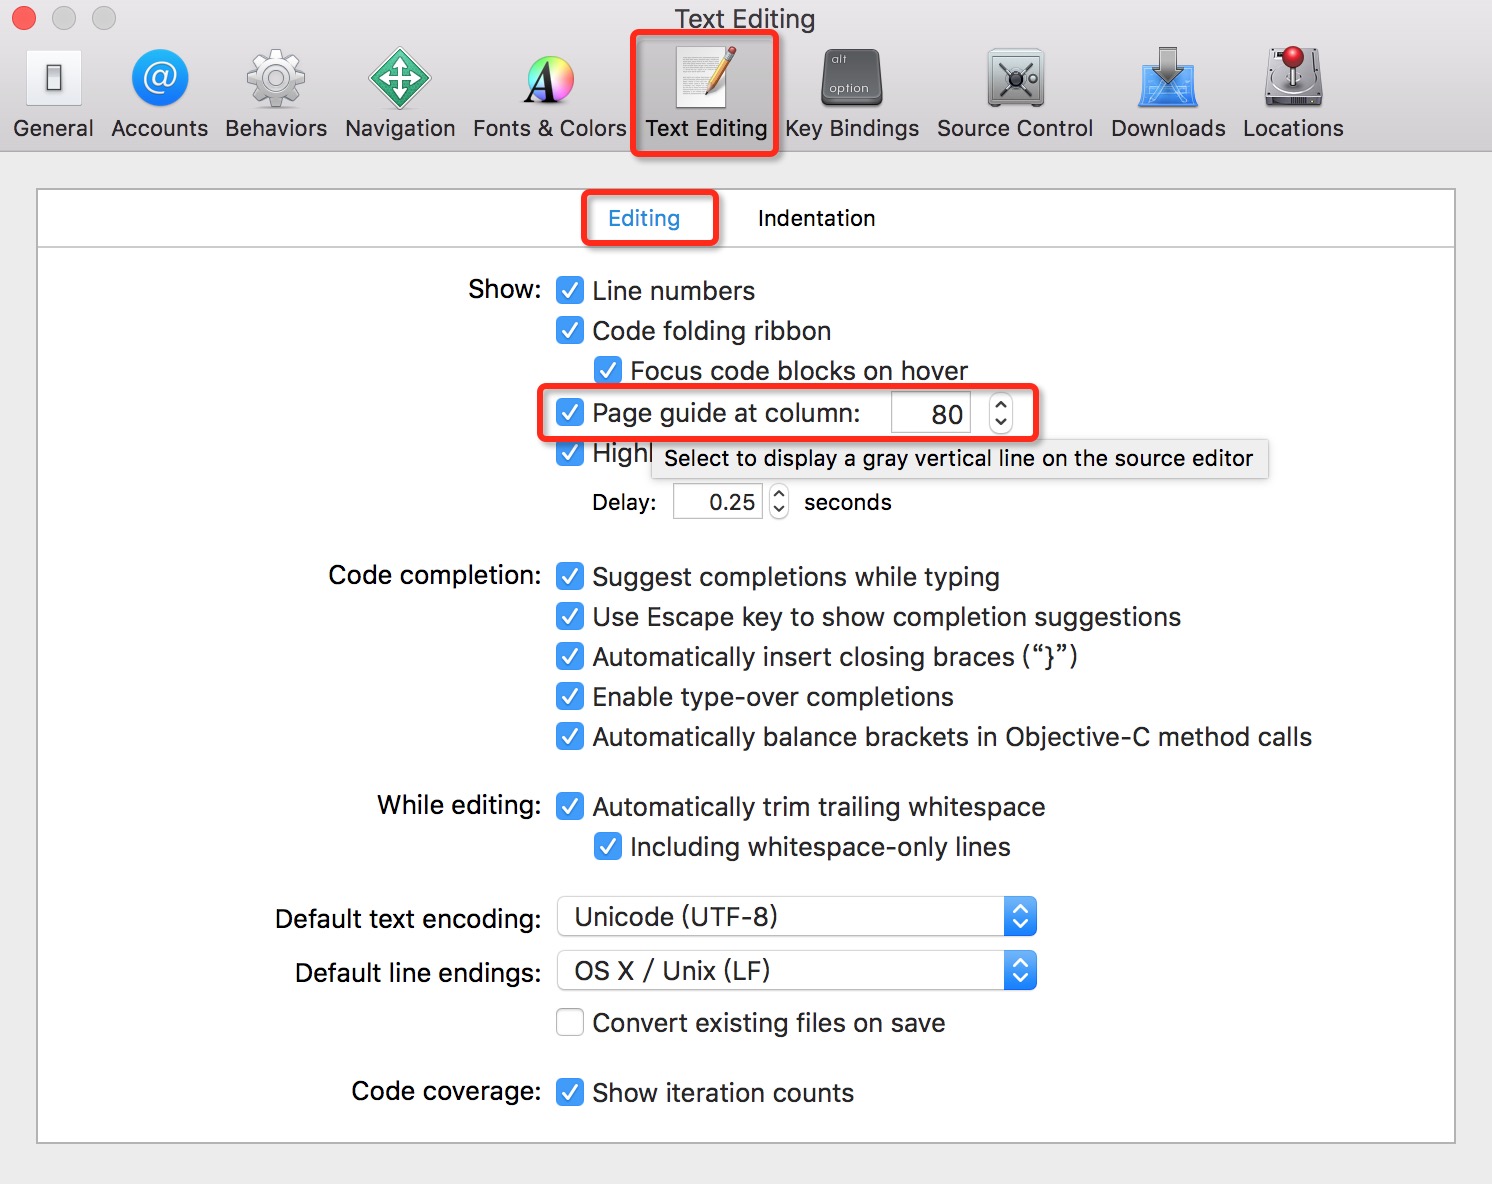 Text Editing
@
A
alt
option
General Accounts Behaviors Navigation Fonts & Colors Text Editing Key Bindings Source Control Downloads Locations
Editing Indentation
Show: Line numbers
Code folding ribbon
Focus code blocks on hover
Page guide at column: 80
Select to display a gray vertical line on the source editor
Delay: 0.25 seconds
Code completion: Suggest completions while typing
Use Escape key to show completion suggestions
Automatically insert closing braces (“}”)
Enable type-over completions
Automatically balance brackets in Objective-C method calls
While editing: Automatically trim trailing whitespace
Including whitespace-only lines
Default text encoding: Unicode (UTF-8)
Default line endings: OS X / Unix (LF)
Convert existing files on save
Code coverage: Show iteration counts